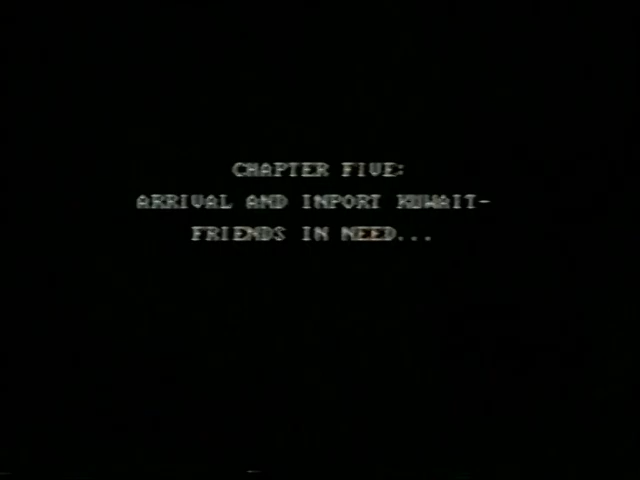 CHAPTER FIVE:
ARRIVAL AND INPORT KUWAIT-
FRIENDS IN NEED...